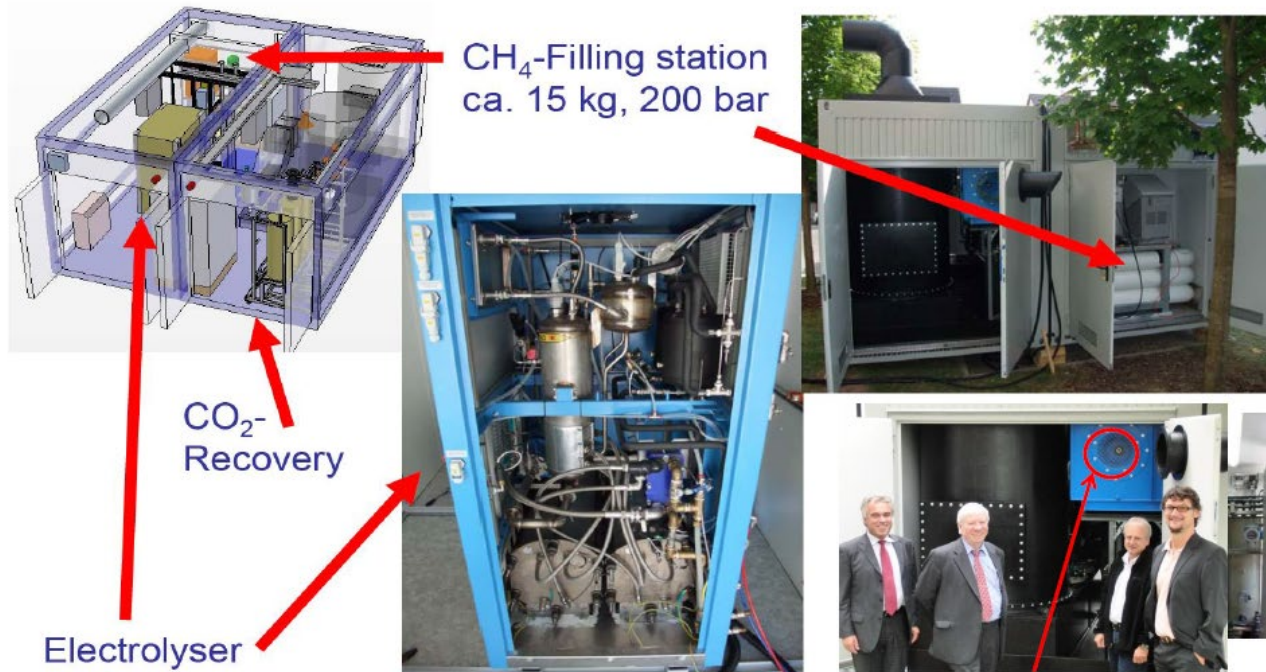 CH₄-Filling station
ca. 15 kg, 200 bar
CO₂-
Recovery
Electrolyser